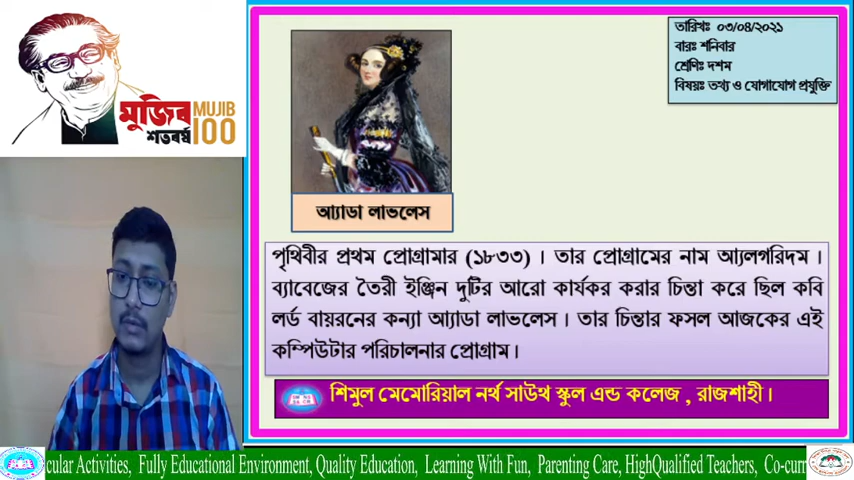 মুজিব
শতবর্ষ
MUJIB
100
তারিখঃ ০৩/০৪/২০২১
বারঃ শনিবার
শ্রেণিঃ দশম
বিষয়ঃ তথ্য ও যোগাযোগ প্রযুক্তি
আ্যাডা লাভলেস
পৃথিবীর প্রথম প্রোগ্রামার (১৮৩৩) । তার প্রোগ্রামের নাম আ্যলগরিদম ।
ব্যাবেজের তৈরী ইঞ্জিন দুটির আরো কার্যকর করার চিন্তা করে ছিল কবি
লর্ড বায়রনের কন্যা আ্যাডা লাভলেস । তার চিন্তার ফসল আজকের এই
কম্পিউটার পরিচালনার প্রোগ্রাম।
শিমুল মেমোরিয়াল নর্থ সাউথ স্কুল এন্ড কলেজ , রাজশাহী।
cular Activities, Fully Educational Environment, Quality Education, Learning With Fun, Parenting Care, HighQualified Teachers, Co-curr